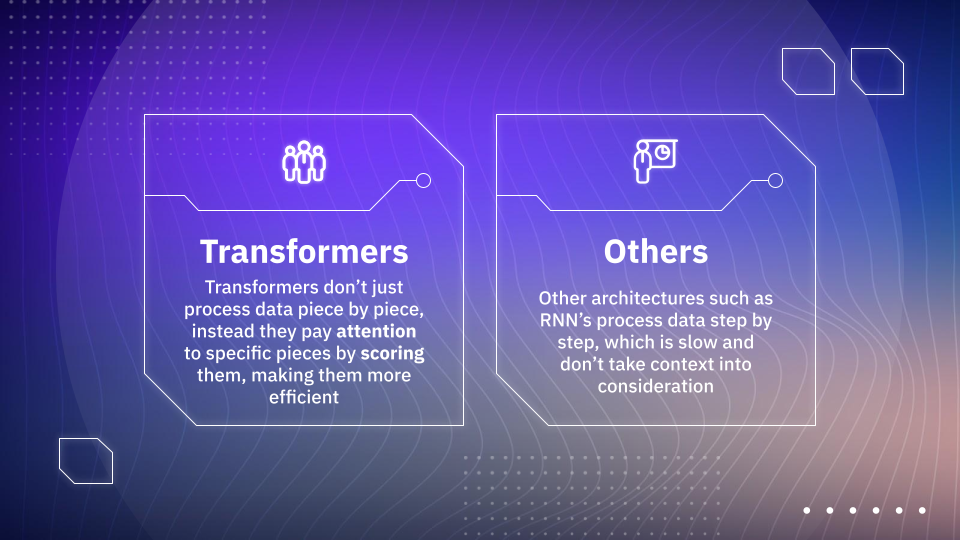 Transformers
Transformers don’t just
process data piece by piece,
instead they pay attention
to specific pieces by scoring
them, making them more
efficient
Others
Other architectures such as
RNN’s process data step by
step, which is slow and
don’t take context into
consideration